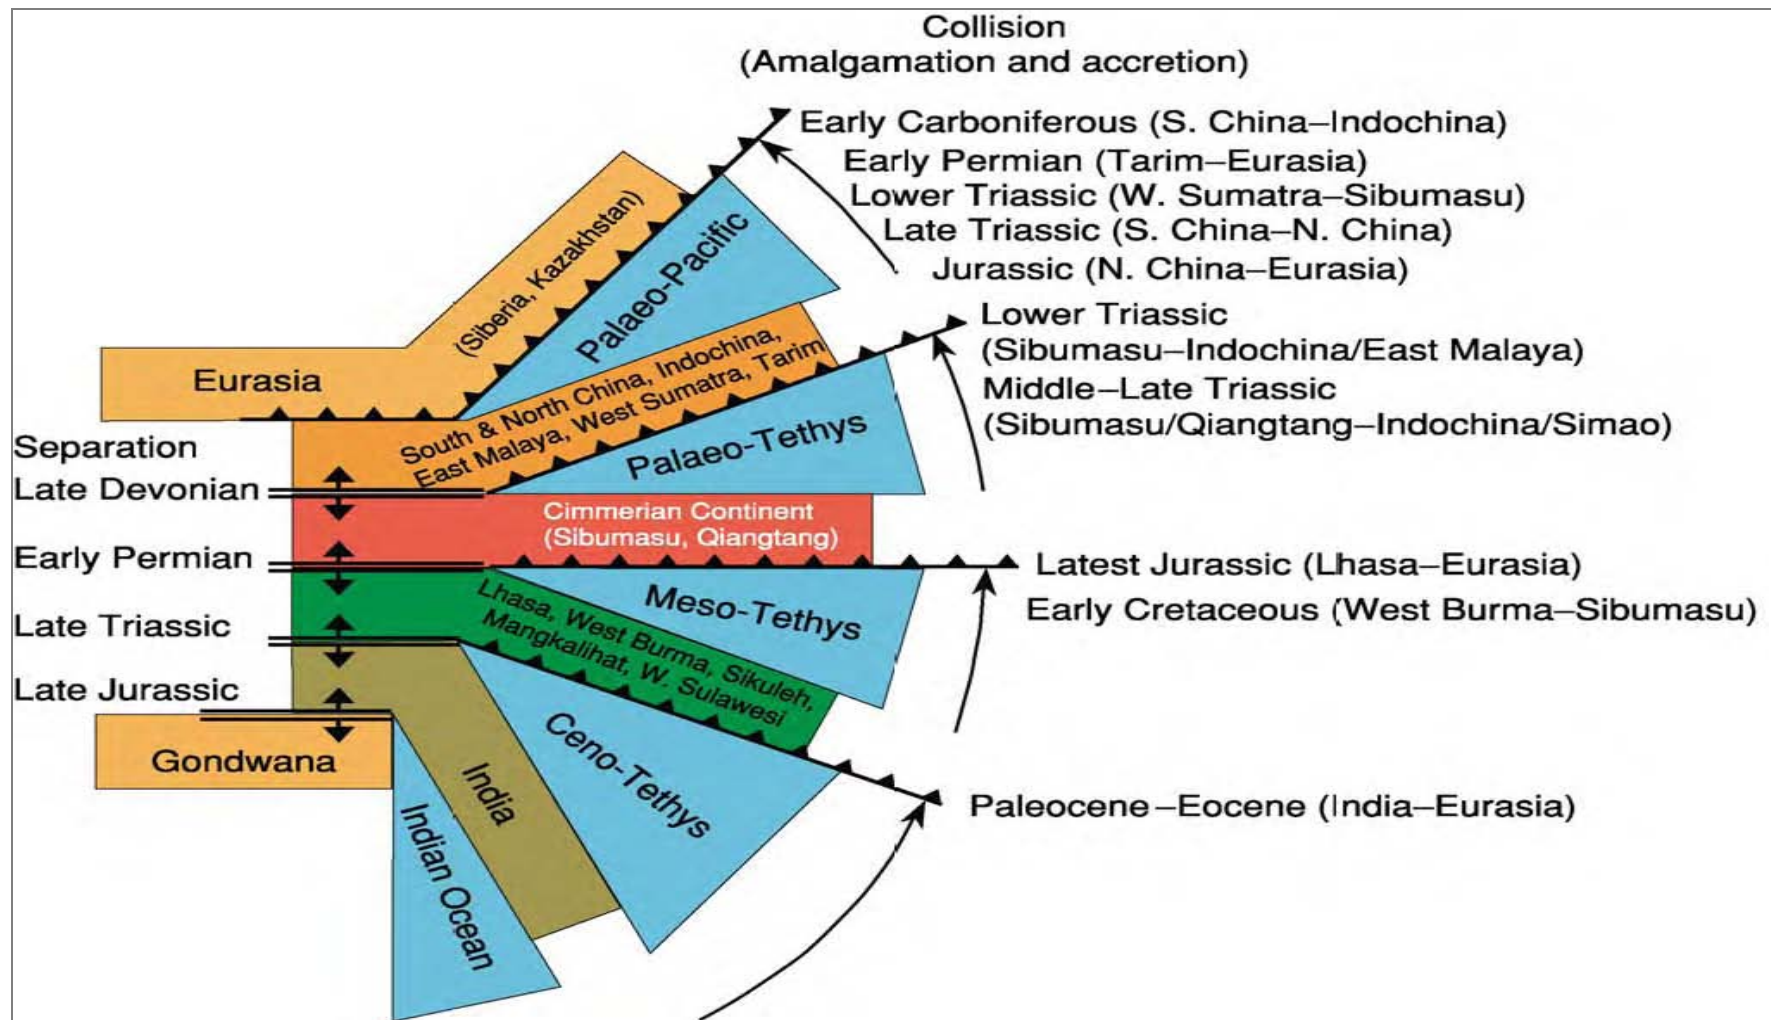 Collision
(Amalgamation and accretion)
Early Carboniferous (S. China–Indochina)
Early Permian (Tarim–Eurasia)
Lower Triassic (W. Sumatra–Sibumasu)
Late Triassic (S. China–N. China)
Jurassic (N. China–Eurasia)
(Siberia, Kazakhstan)
Palaeo-Pacific
Eurasia
Lower Triassic
(Sibumasu–Indochina/East Malaya)
Middle–Late Triassic
(Sibumasu/Qiangtang–Indochina/Simao)
South & North China, Indochina,
East Malaya, West Sumatra, Tarim
Palaeo-Tethys
Separation
Late Devonian
Cimmerian Continent
(Sibumasu, Qiangtang)
Early Permian
Latest Jurassic (Lhasa–Eurasia)
Early Cretaceous (West Burma–Sibumasu)
Meso-Tethys
Lhasa, West Burma, Sikuleh,
Mangkalihat, W. Sulawesi
Late Triassic
Late Jurassic
Ceno-Tethys
Gondwana
India
Indian Ocean
Paleocene–Eocene (India–Eurasia)